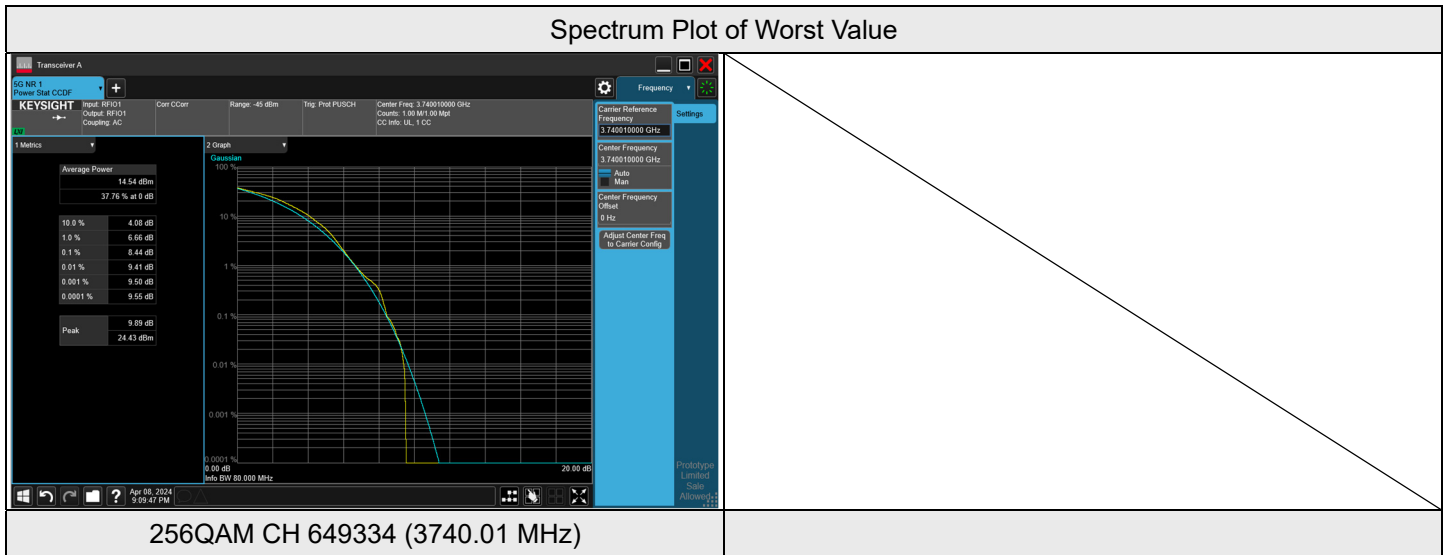 Spectrum Plot of Worst Value
Transceiver A
5G NR 1
Power Stat CCDF
Frequency
KEYSIGHT
Input: RFIO1
Output: RFIO1
Coupling: AC
Corr CCorr
Range: -45 dBm
Trig: Prot PUSCH
Center Freq: 3.740010000 GHz
Counts: 1.00 M/1.00 Mpt
CC Info: UL, 1 CC
LXI
1 Metrics
Average Power
14.54 dBm
37.76 % at 0 dB
10.0 % 4.08 dB
1.0 % 6.66 dB
0.1 % 8.44 dB
0.01 % 9.41 dB
0.001 % 9.50 dB
0.0001 % 9.55 dB
Peak
9.89 dB
24.43 dBm
2 Graph
Gaussian
100 %
10 %
1 %
0.1 %
0.01 %
0.001 %
0.0001 %
0.00 dB 20.00 dB
Info BW 80.000 MHz
Carrier Reference
Frequency
3.740010000 GHz
Center Frequency
3.740010000 GHz
Auto
Man
Center Frequency
Offset
0 Hz
Adjust Center Freq
to Carrier Config
Settings
Prototype
Limited
Sale
Allowed
Apr 08, 2024
9:09:47 PM
256QAM CH 649334 (3740.01 MHz)